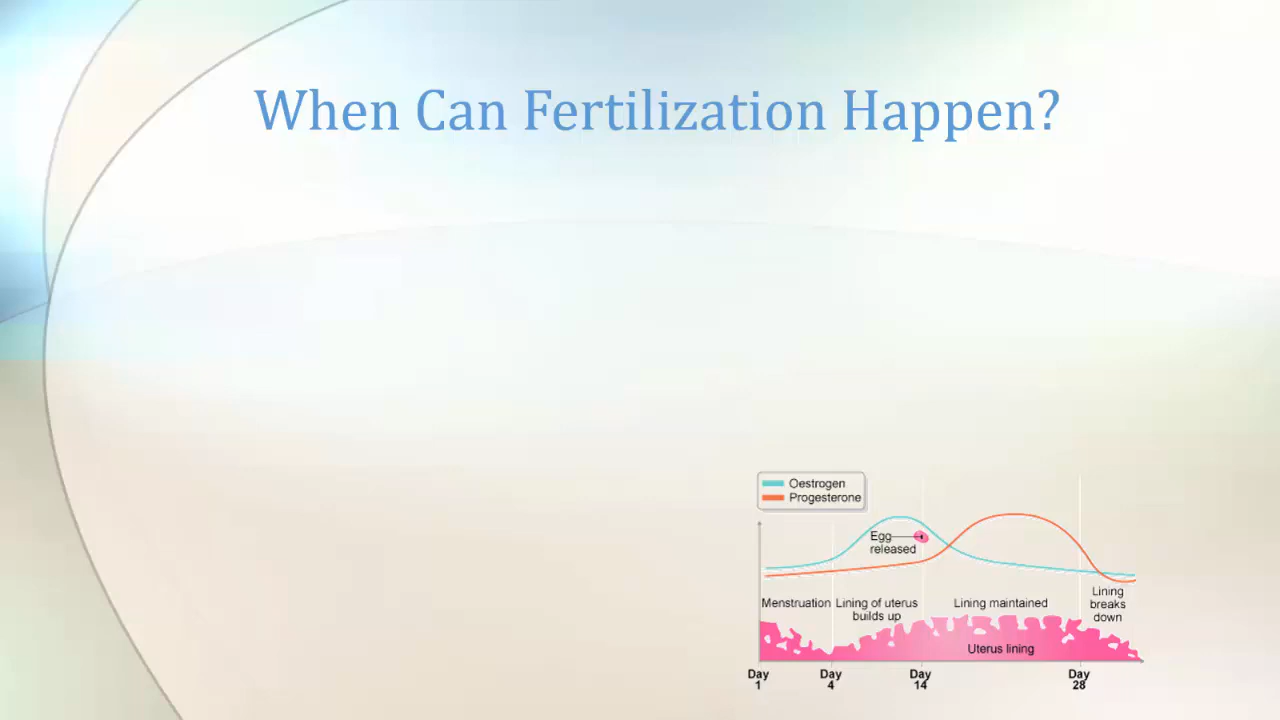 When Can Fertilization Happen?
Oestrogen
Progesterone
Egg
released
Menstruation
Lining of uterus
builds up
Lining maintained
Lining
breaks
down
Uterus lining
Day
1
Day
4
Day
14
Day
28